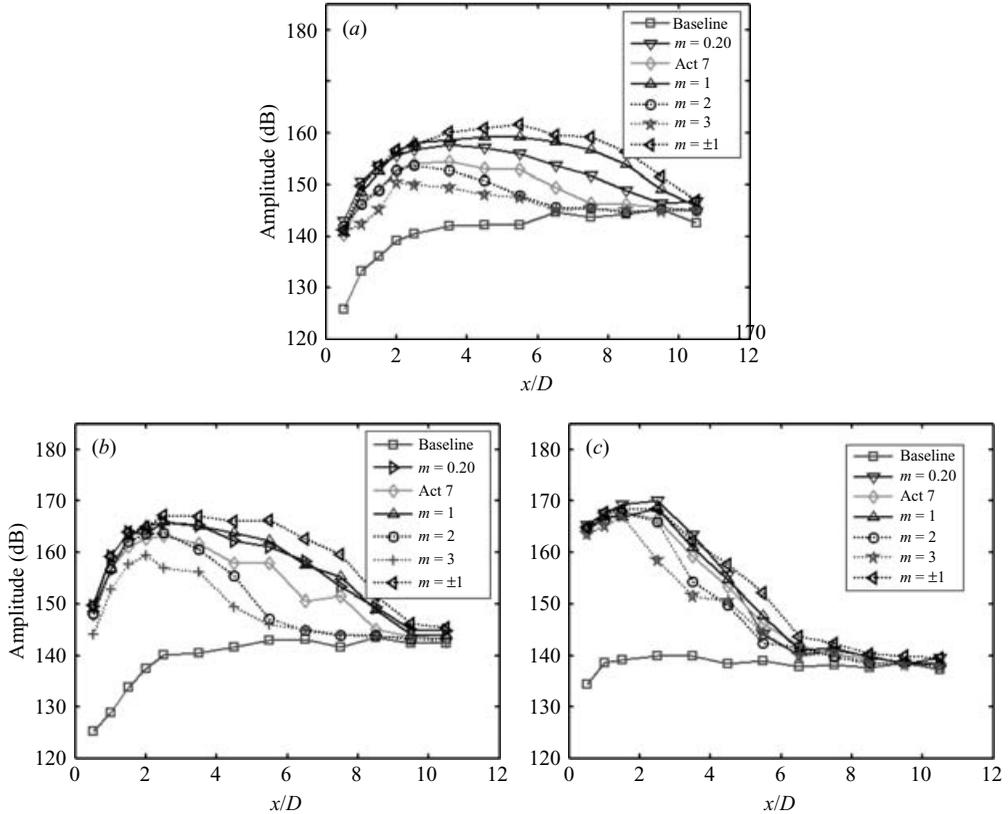 (a)
180
170
160
150
140
130
120
Amplitude (dB)
0 2 4 6 8 10 12
x/D
Baseline
m = 0.20
Act 7
m = 1
m = 2
m = 3
m = ±1
(b)
180
170
160
150
140
130
120
Amplitude (dB)
0 2 4 6 8 10 12
x/D
Baseline
m = 0.20
Act 7
m = 1
m = 2
m = 3
m = ±1
(c)
180
170
160
150
140
130
120
0 2 4 6 8 10 12
x/D
Baseline
m = 0.20
Act 7
m = 1
m = 2
m = 3
m = ±1